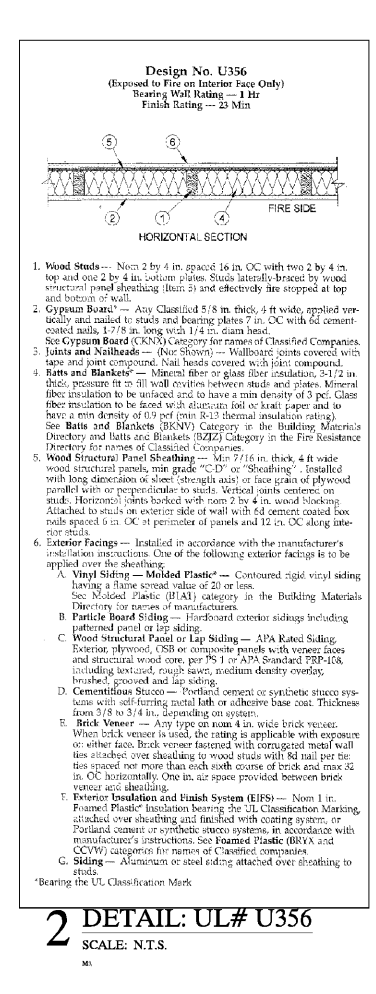 Design No. U356
(Exposed to Fire on Interior Face Only)
Bearing Wall Rating — 1 Hr
Finish Rating — 23 Min
5 6
FIRE SIDE
2 1 4
HORIZONTAL SECTION
1. Wood Studs — Nom 2 by 4 in. spaced 16 in. OC with two 2 by 4 in.
top and one 2 by 4 in. bottom plates. Studs laterally-braced by wood
structural panel sheathing (Item 5) and effectively fire stopped at top
and bottom of wall.
2. Gypsum Board* — Any Classified 5/8 in. thick, 4 ft wide, applied ver-
tically and nailed to studs and bearing plates 7 in. OC with 6d cement-
coated nails, 1-7/8 in. long with 1/4 in. diam head.
See Gypsum Board (CKNX) Category for names of Classified Companies.
3. Joints and Nailheads — (Not Shown) — Wallboard joints covered with
tape and joint compound. Nail heads covered with joint compound.
4. Batts and Blankets* — Mineral fiber or glass fiber insulation, 3-1/2 in.
thick, pressure fit to fill wall cavities between studs and plates. Mineral
fiber insulation to be unfaced and to have a min density of 3 pcf. Glass
fiber insulation to be faced with aluminum foil or kraft paper and to
have a min density of 0.9 pcf (min R-13 thermal insulation rating).
See Batts and Blankets (BKNV) Category in the Building Materials
Directory and Batts and Blankets (BZJZ) Category in the Fire Resistance
Directory for names of Classified Companies.
5. Wood Structural Panel Sheathing — Min 7/16 in. thick, 4 ft wide
wood structural panels, min grade "C-D" or "Sheathing" . Installed
with long dimension of sheet (strength axis) or face grain of plywood
parallel with or perpendicular to studs. Vertical joints centered on
studs. Horizontal joints backed with nom 2 by 4 in. wood blocking.
Attached to studs on exterior side of wall with 6d cement coated box
nails spaced 6 in. OC at perimeter of panels and 12 in. OC along inte-
rior studs.
6. Exterior Facings — Installed in accordance with the manufacturer's
installation instructions. One of the following exterior facings is to be
applied over the sheathing:
A. Vinyl Siding — Molded Plastic* — Contoured rigid vinyl siding
having a flame spread value of 20 or less.
See Molded Plastic (BTAT) category in the Building Materials
Directory for names of manufacturers.
B. Particle Board Siding — Hardboard exterior sidings including
patterned panel or lap siding.
C. Wood Structural Panel or Lap Siding — APA Rated Siding,
Exterior, plywood, OSB or composite panels with veneer faces
and structural wood core, per PS 1 or APA Standard PRP-108,
including textured, rough sawn, medium density overlay,
brushed, grooved and lap siding.
D. Cementitious Stucco — Portland cement or synthetic stucco sys-
tems with self-furring metal lath or adhesive base coat. Thickness
from 3/8 to 3/4 in., depending on system.
E. Brick Veneer — Any type on nom 4 in. wide brick veneer.
When brick veneer is used, the rating is applicable with exposure
on either face. Brick veneer fastened with corrugated metal wall
ties attached over sheathing to wood studs with 8d nail per tie:
ties spaced not more than each sixth course of brick and max 32
in. OC horizontally. One in. air space provided between brick
veneer and sheathing.
F. Exterior Insulation and Finish System (EIFS) — Nom 1 in.
Foamed Plastic* insulation bearing the UL Classification Marking,
attached over sheathing and finished with coating system, or
Portland cement or synthetic stucco systems, in accordance with
manufacturer's instructions. See Foamed Plastic (BRYX and
CCVW) categories for names of Classified companies.
G. Siding — Aluminum or steel siding attached over sheathing to
studs.
*Bearing the UL Classification Mark
2 DETAIL: UL# U356
SCALE: N.T.S.